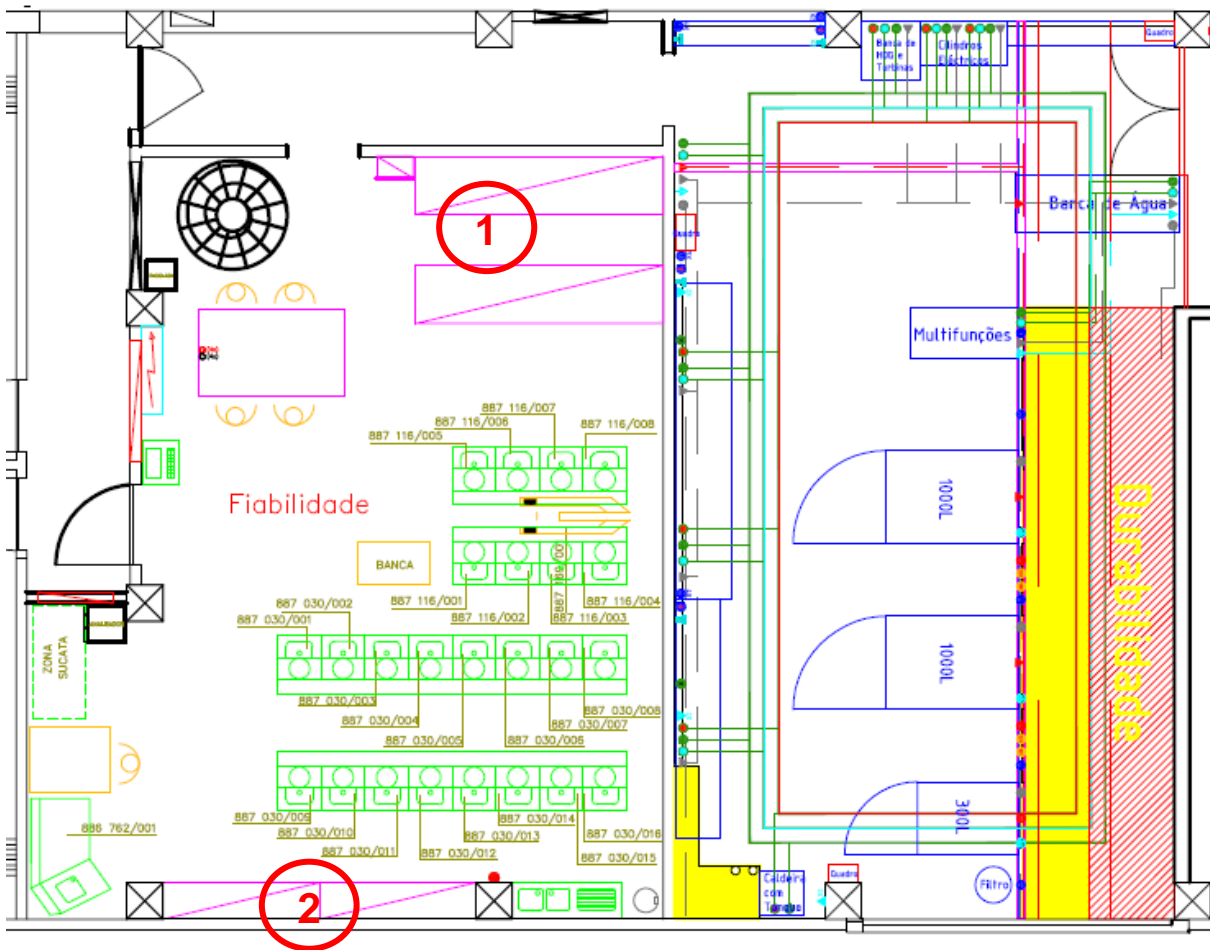 Quadro
Banca de
HDG e
Turbinas
Cilindros
Eléctricos
1
Barca de Água
Quadro
Multifunções
887 116/007
887 116/006
887 116/008
887 116/005
Fiabilidade
1000L
Durabilidade
BANCA
887 116/001
887 116/002
887 116/003
887 116/004
887 030/002
887 030/001
ZONA
SUCATA
1000L
887 030/003
887 030/004
887 030/005
887 030/006
887 030/007
887 030/008
300L
887 030/009
887 030/010
887 030/011
887 030/012
887 030/013
887 030/014
887 030/015
887 030/016
886 762/001
Caldeira
com
Tanque
Quadro
Filtro
2